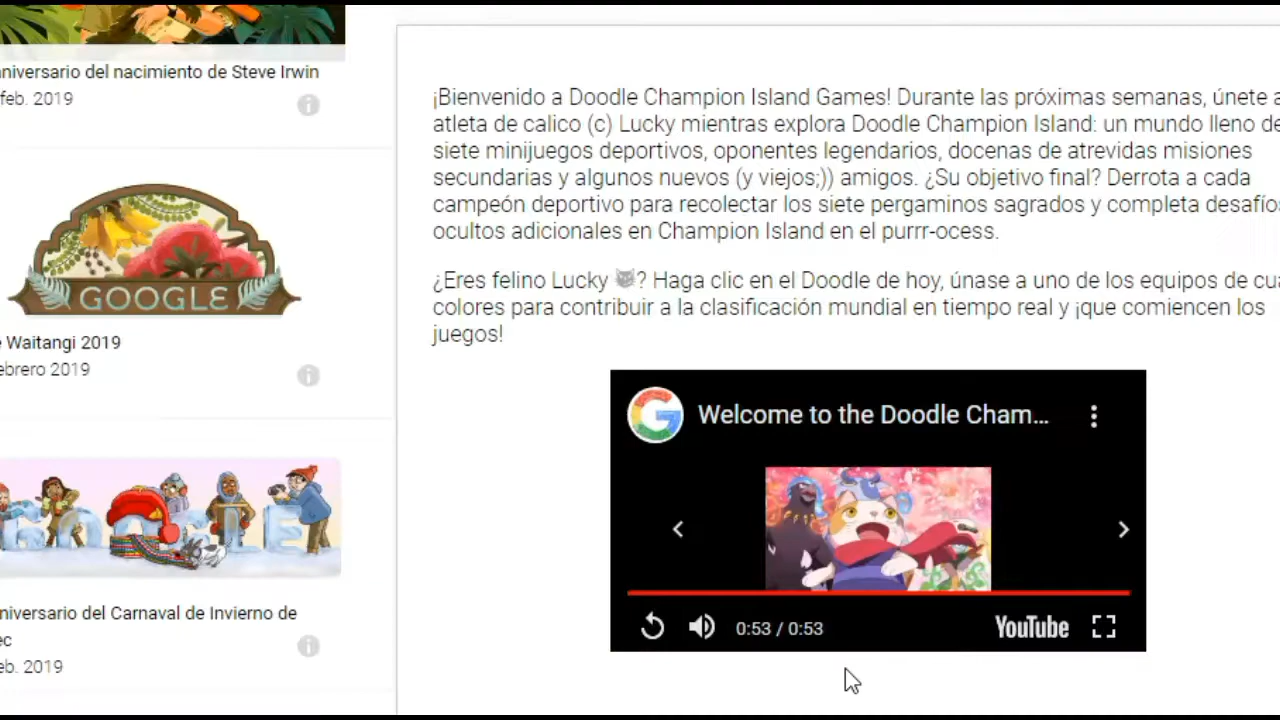 niversario del nacimiento de Steve Irwin
feb. 2019
GOOGLE
Waitangi 2019
ebrero 2019
GOOGLE
niversario del Carnaval de Invierno de
ec
eb. 2019
¡Bienvenido a Doodle Champion Island Games! Durante las próximas semanas, únete a
atleta de calico (c) Lucky mientras explora Doodle Champion Island: un mundo lleno de
siete minijuegos deportivos, oponentes legendarios, docenas de atrevidas misiones
secundarias y algunos nuevos (y viejos;)) amigos. ¿Su objetivo final? Derrota a cada
campeón deportivo para recolectar los siete pergaminos sagrados y completa desafíos
ocultos adicionales en Champion Island en el purrr-ocess.
¿Eres felino Lucky 😼? Haga clic en el Doodle de hoy, únase a uno de los equipos de cua
colores para contribuir a la clasificación mundial en tiempo real y ¡que comiencen los
juegos!
Welcome to the Doodle Cham...
0:53 / 0:53
YouTube